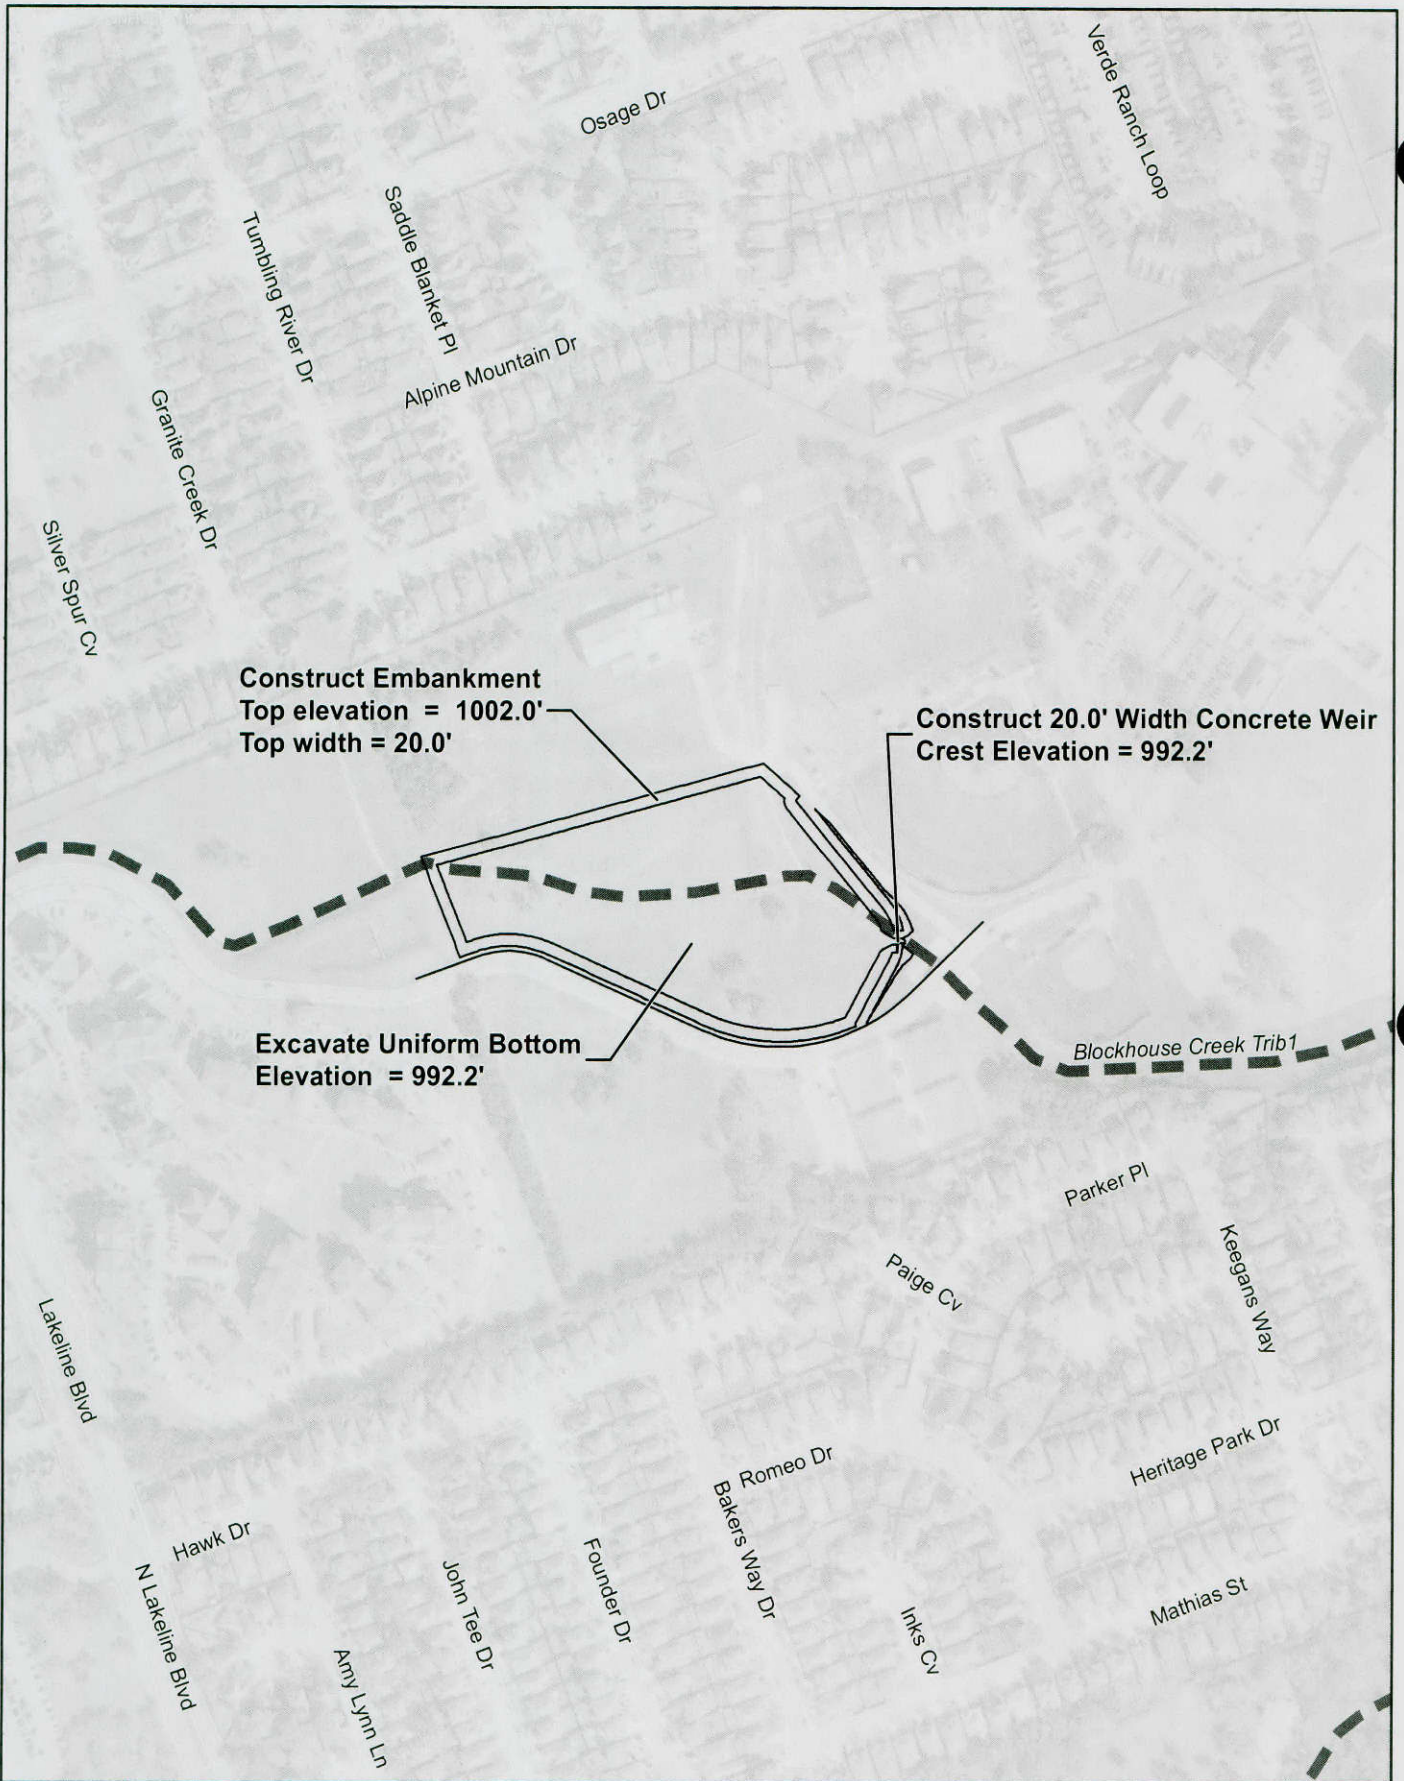 Verde Ranch Loop
Osage Dr
Saddle Blanket Pl
Tumbling River Dr
Alpine Mountain Dr
Granite Creek Dr
Silver Spur Cv
Construct Embankment
Top elevation = 1002.0'
Top width = 20.0'
Construct 20.0' Width Concrete Weir
Crest Elevation = 992.2'
Excavate Uniform Bottom
Elevation = 992.2'
Blockhouse Creek Trib1
Parker Pl
Keegans Way
Paige Cv
Lakeline Blvd
Heritage Park Dr
Romeo Dr
Bakers Way Dr
Hawk Dr
Founder Dr
John Tee Dr
N Lakeline Blvd
Mathias St
Inks Cv
Amy Lynn Ln